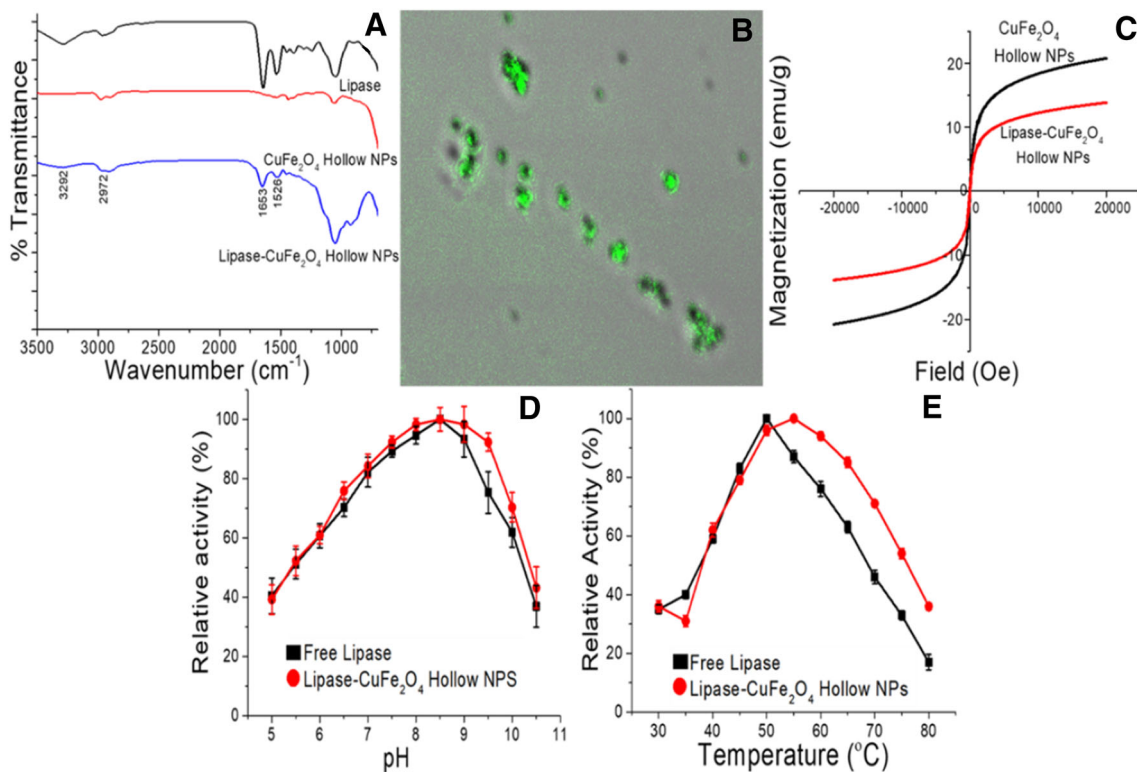 A
% Transmittance
Lipase
CuFe₂O₄ Hollow NPs
3292
2972
1653
1526
Lipase-CuFe₂O₄ Hollow NPs
3500 3000 2500 2000 1500 1000
Wavenumber (cm⁻¹)
B
C
Magnetization (emu/g)
20
10
0
-10
-20
CuFe₂O₄
Hollow NPs
Lipase-CuFe₂O₄
Hollow NPs
-20000 -10000 0 10000 20000
Field (Oe)
D
Relative activity (%)
100
80
60
40
20
0
Free Lipase
Lipase-CuFe₂O₄ Hollow NPS
5 6 7 8 9 10 11
pH
E
Relative Activity (%)
100
80
60
40
20
0
Free Lipase
Lipase-CuFe₂O₄ Hollow NPs
30 40 50 60 70 80
Temperature (°C)